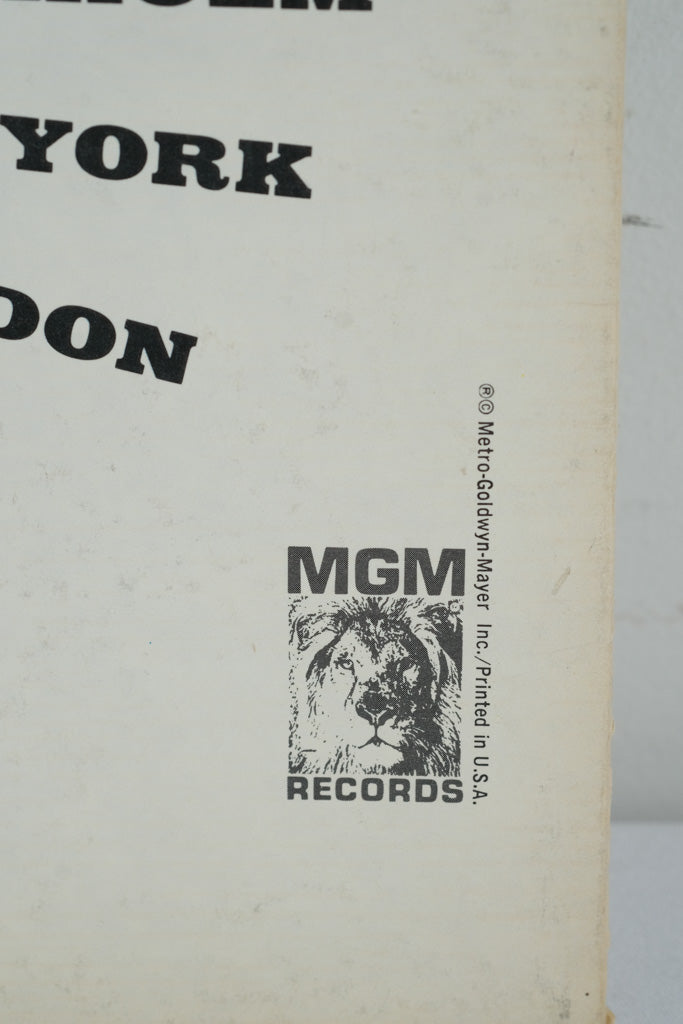 YORK
DON
Ⓡ© Metro-Goldwyn-Mayer Inc./Printed in U.S.A.
MGM
RECORDS